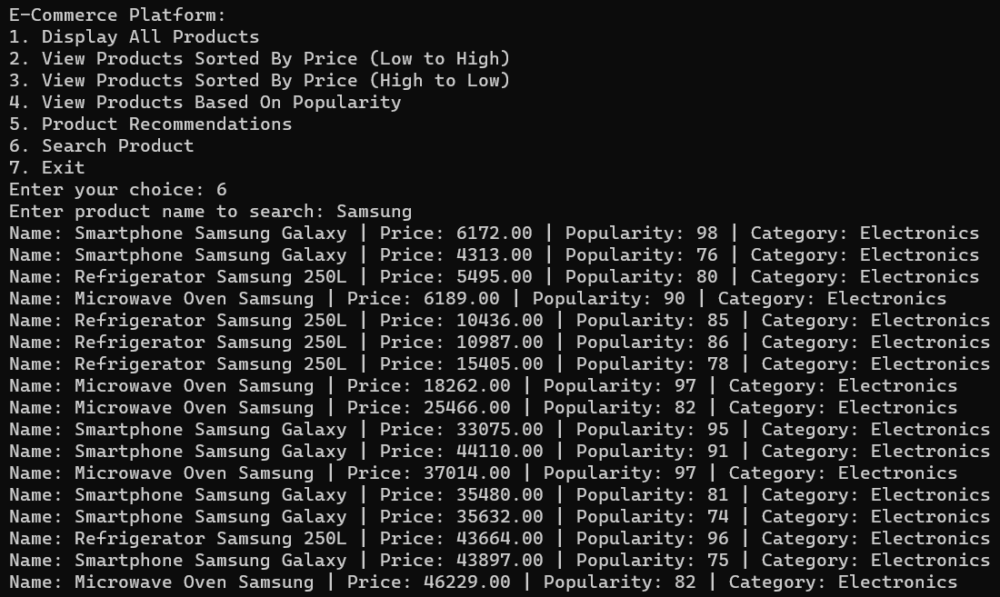 E-Commerce Platform:
1. Display All Products
2. View Products Sorted By Price (Low to High)
3. View Products Sorted By Price (High to Low)
4. View Products Based On Popularity
5. Product Recommendations
6. Search Product
7. Exit
Enter your choice: 6
Enter product name to search: Samsung
Name: Smartphone Samsung Galaxy | Price: 6172.00 | Popularity: 98 | Category: Electronics
Name: Smartphone Samsung Galaxy | Price: 4313.00 | Popularity: 76 | Category: Electronics
Name: Refrigerator Samsung 250L | Price: 5495.00 | Popularity: 80 | Category: Electronics
Name: Microwave Oven Samsung | Price: 6189.00 | Popularity: 90 | Category: Electronics
Name: Refrigerator Samsung 250L | Price: 10436.00 | Popularity: 85 | Category: Electronics
Name: Refrigerator Samsung 250L | Price: 10987.00 | Popularity: 86 | Category: Electronics
Name: Refrigerator Samsung 250L | Price: 15405.00 | Popularity: 78 | Category: Electronics
Name: Microwave Oven Samsung | Price: 18262.00 | Popularity: 97 | Category: Electronics
Name: Microwave Oven Samsung | Price: 25466.00 | Popularity: 82 | Category: Electronics
Name: Smartphone Samsung Galaxy | Price: 33075.00 | Popularity: 95 | Category: Electronics
Name: Smartphone Samsung Galaxy | Price: 44110.00 | Popularity: 91 | Category: Electronics
Name: Microwave Oven Samsung | Price: 37014.00 | Popularity: 97 | Category: Electronics
Name: Smartphone Samsung Galaxy | Price: 35480.00 | Popularity: 81 | Category: Electronics
Name: Smartphone Samsung Galaxy | Price: 35632.00 | Popularity: 74 | Category: Electronics
Name: Refrigerator Samsung 250L | Price: 43664.00 | Popularity: 96 | Category: Electronics
Name: Smartphone Samsung Galaxy | Price: 43897.00 | Popularity: 75 | Category: Electronics
Name: Microwave Oven Samsung | Price: 46229.00 | Popularity: 82 | Category: Electronics